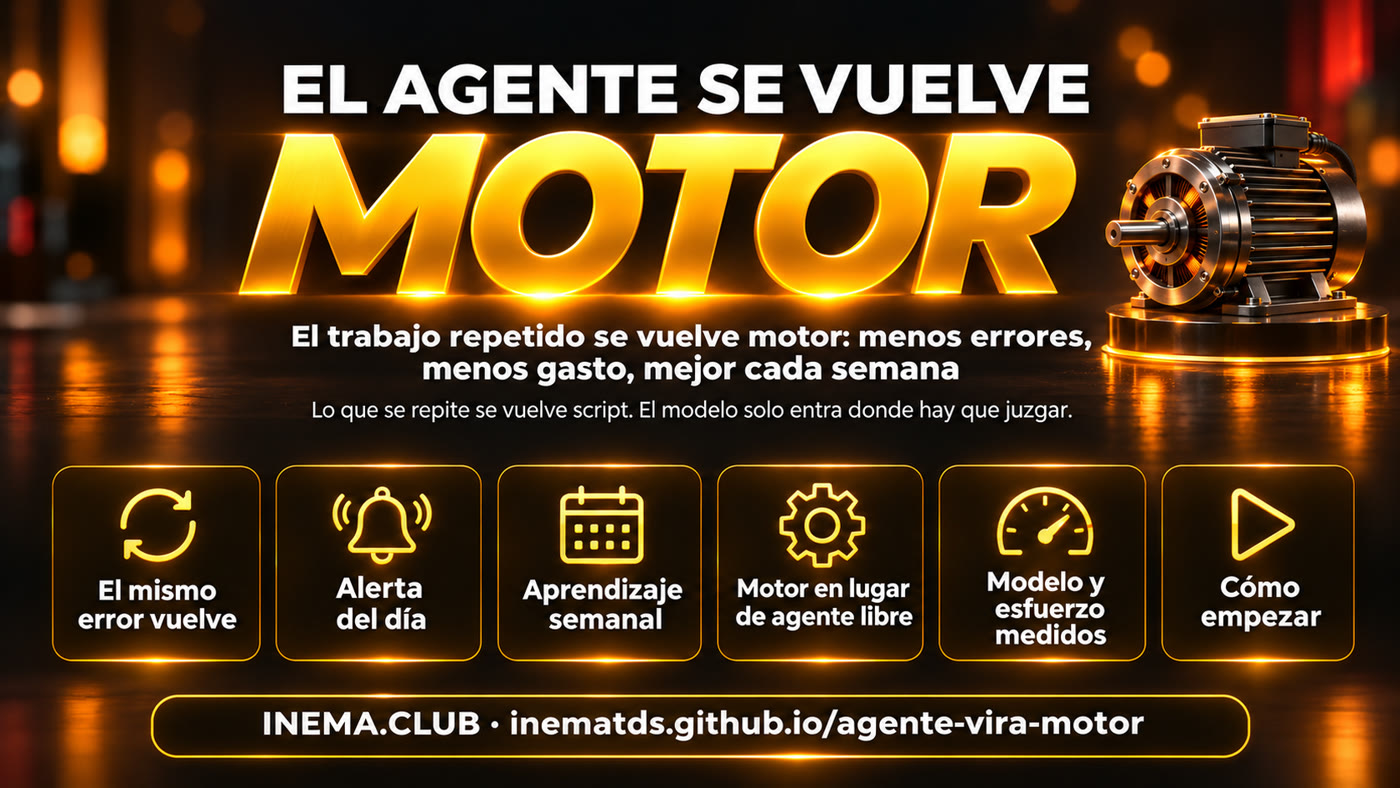 EL AGENTE SE VUELVE
MOTOR
El trabajo repetido se vuelve motor: menos errores,
menos gasto, mejor cada semana
Lo que se repite se vuelve script. El modelo solo entra donde hay que juzgar.
El mismo
error vuelve
Alerta
del día
Aprendizaje
semanal
Motor en lugar
de agente libre
Modelo y
esfuerzo
medidos
Cómo
empezar
INEMA.CLUB · inematds.github.io/agente-vira-motor